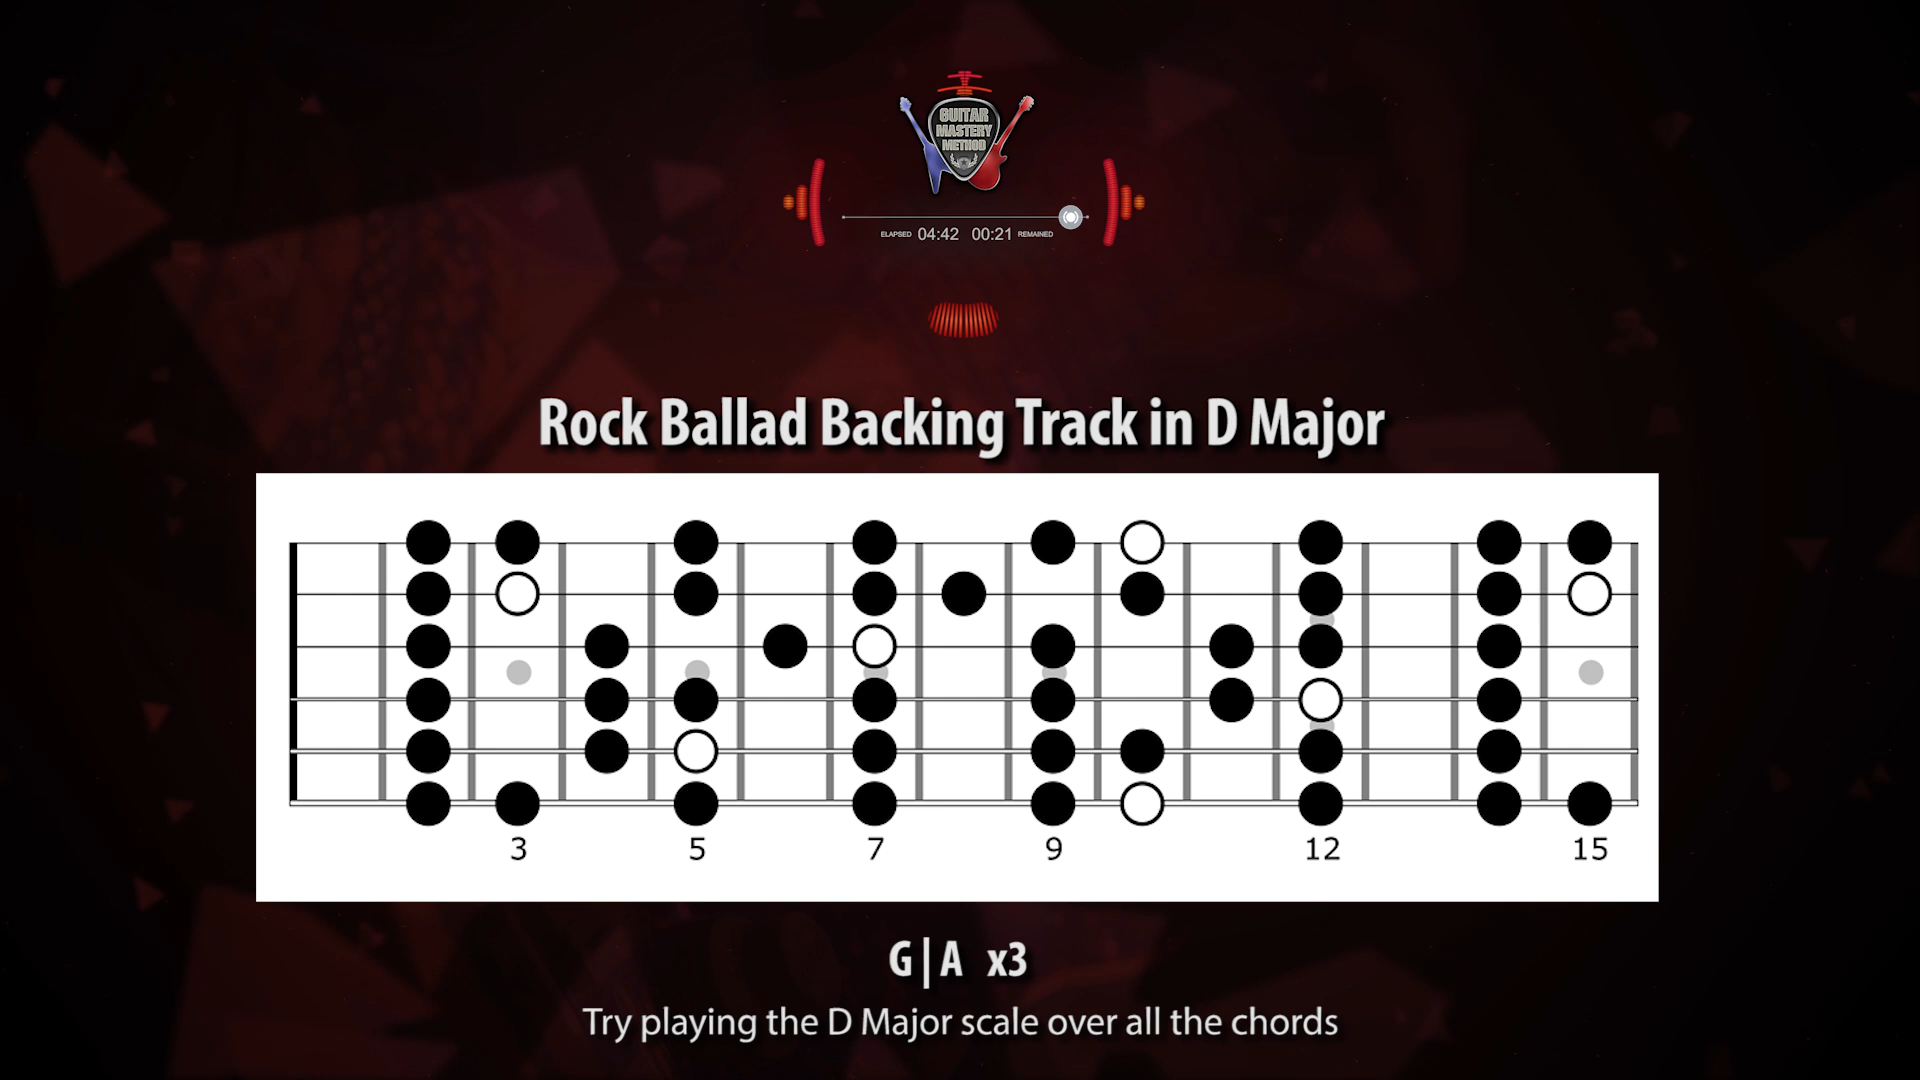 GUITAR
MASTERY
METHOD
ELAPSED 04:42 00:21 REMAINED
Rock Ballad Backing Track in D Major
3 5 7 9 12 15
G | A x3
Try playing the D Major scale over all the chords